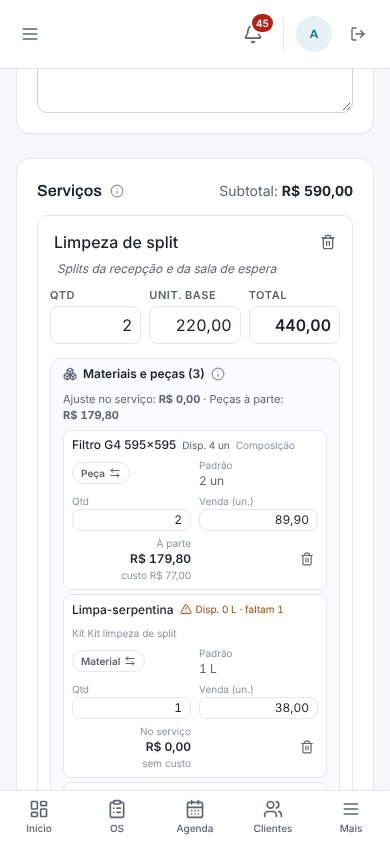 45
A
Serviços
Subtotal: R$ 590,00
Limpeza de split
Splits da recepção e da sala de espera
QTD UNIT. BASE TOTAL
2 220,00 440,00
Materiais e peças (3)
Ajuste no serviço: R$ 0,00 · Peças à parte:
R$ 179,80
Filtro G4 595×595 Disp. 4 un Composição
Peça
Padrão
2 un
Qtd Venda (un.)
2 89,90
À parte
R$ 179,80
custo R$ 77,00
Limpa-serpentina Disp. 0 L · faltam 1
Kit Kit limpeza de split
Material
Padrão
1 L
Qtd Venda (un.)
1 38,00
No serviço
R$ 0,00
sem custo
Início OS Agenda Clientes Mais